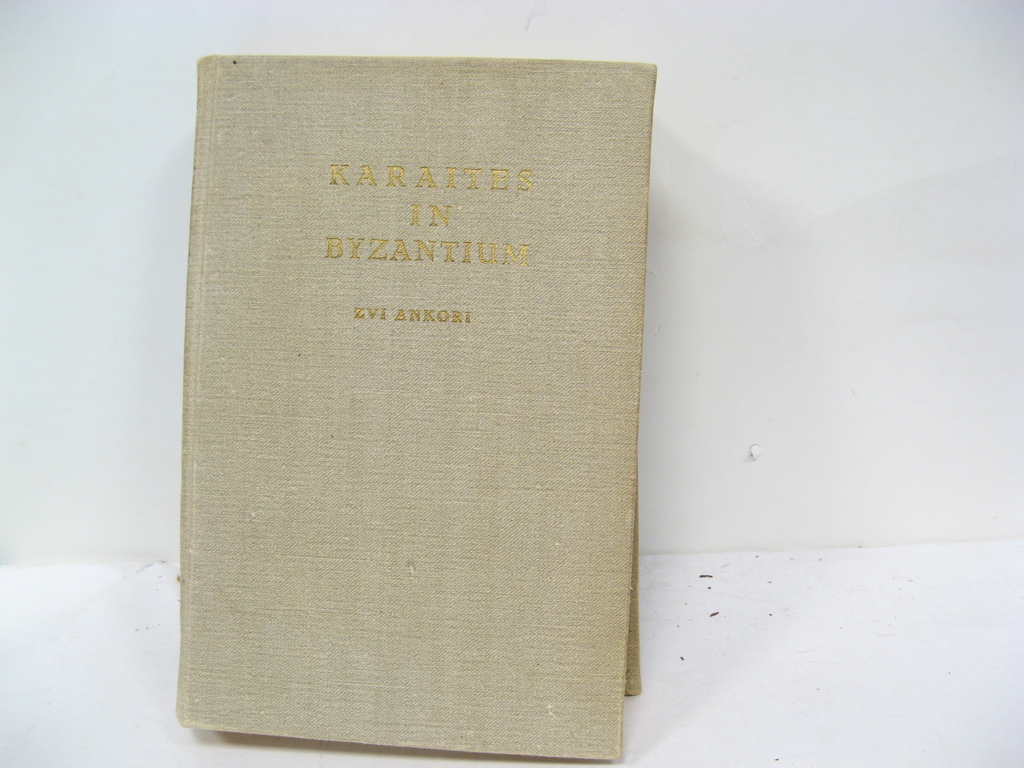 KARAITES
IN
BYZANTIUM
ZVI ANKORI